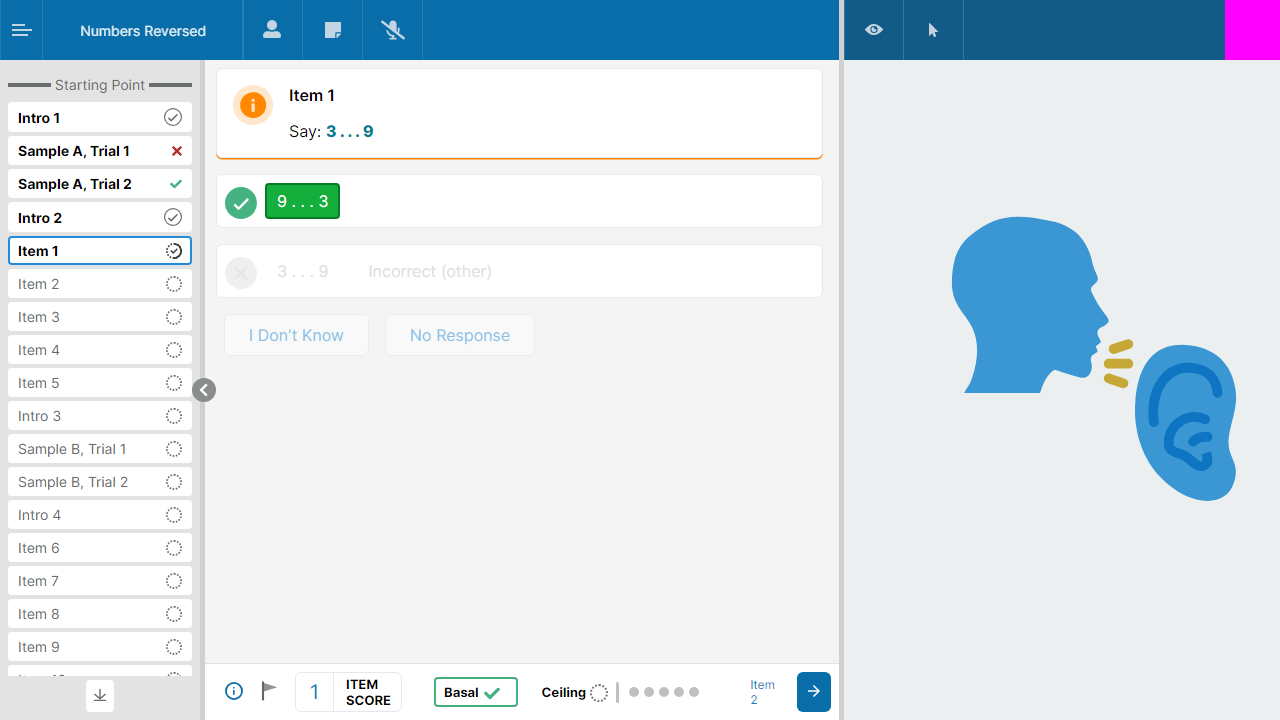 Numbers Reversed
Starting Point
Intro 1
Sample A, Trial 1
Sample A, Trial 2
Intro 2
Item 1
Item 2
Item 3
Item 4
Item 5
Intro 3
Sample B, Trial 1
Sample B, Trial 2
Intro 4
Item 6
Item 7
Item 8
Item 9
Item 1
Say: 3 . . . 9
9 . . . 3
3 . . . 9 Incorrect (other)
I Don't Know No Response
1 ITEM SCORE
Basal
Ceiling
Item 2